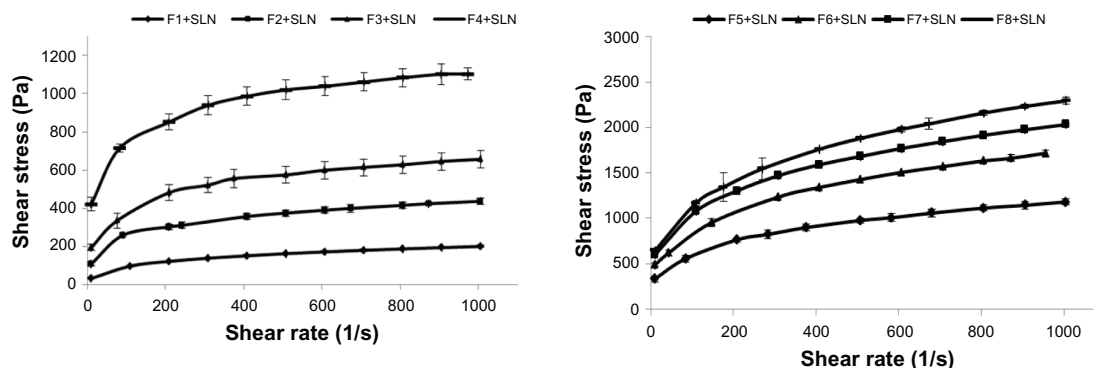 F1+SLN F2+SLN F3+SLN F4+SLN
Shear stress (Pa)
1200
1000
800
600
400
200
0
0 200 400 600 800 1000
Shear rate (1/s)
F5+SLN F6+SLN F7+SLN F8+SLN
Shear stress (Pa)
3000
2500
2000
1500
1000
500
0
0 200 400 600 800 1000
Shear rate (1/s)